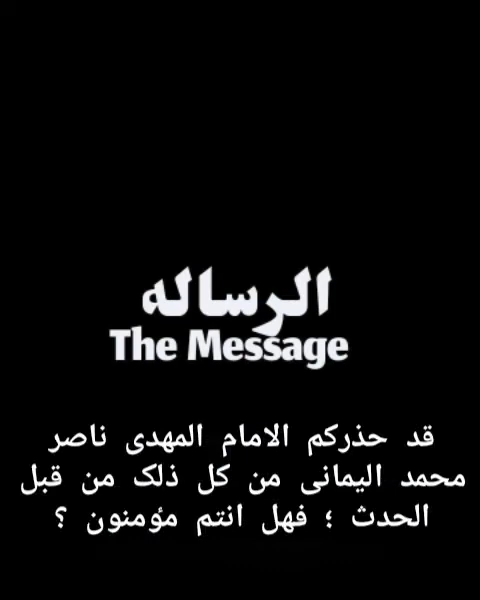 الرساله
The Message
قد حذركم الامام المهدى ناصر
محمد اليمانى من كل ذلک من قبل
الحدث ؛ فهل انتم مؤمنون ؟